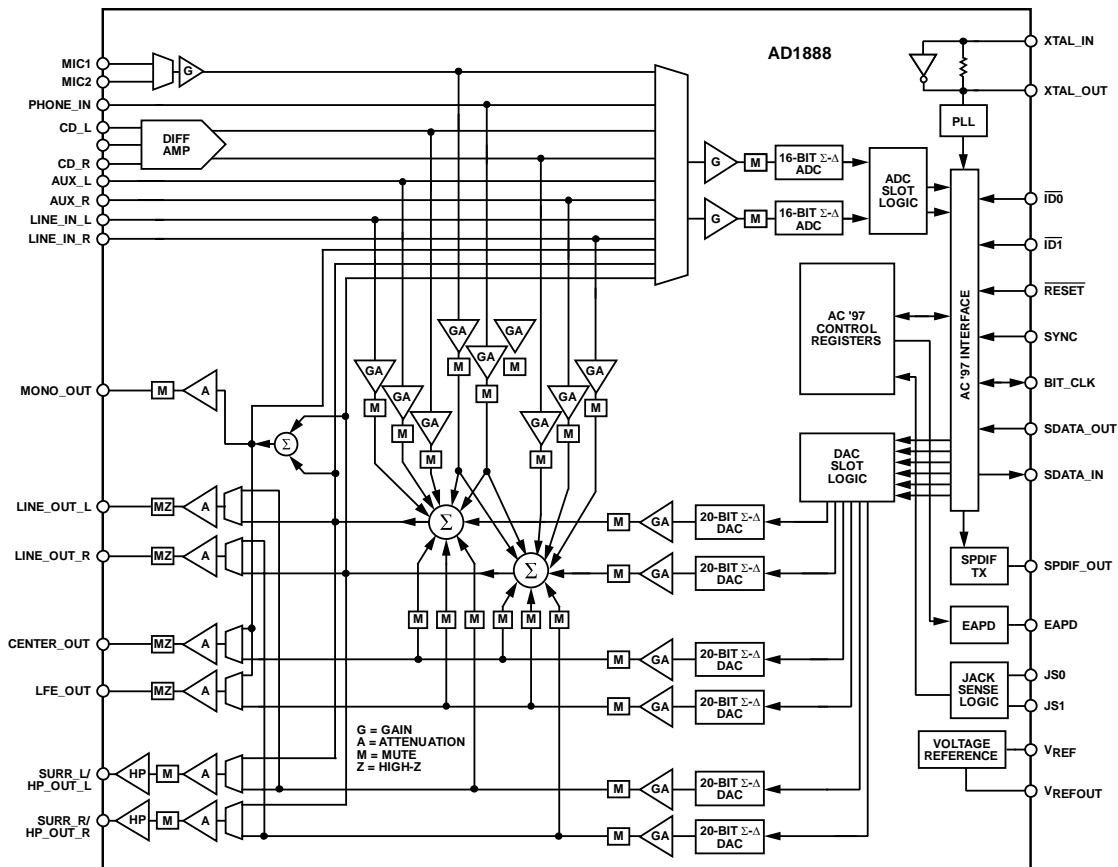 AD1888
MIC1
MIC2
G
PHONE_IN
CD_L
CD_R
DIFF
AMP
AUX_L
AUX_R
LINE_IN_L
LINE_IN_R
G
M
16-BIT Σ-Δ
ADC
G
M
16-BIT Σ-Δ
ADC
ADC
SLOT
LOGIC
XTAL_IN
XTAL_OUT
PLL
AC '97 INTERFACE
ID0
ID1
RESET
SYNC
BIT_CLK
SDATA_OUT
SDATA_IN
AC '97
CONTROL
REGISTERS
GA
M
GA
M
GA
M
GA
M
GA
M
GA
M
GA
M
GA
M
GA
M
MONO_OUT
M
A
Σ
DAC
SLOT
LOGIC
LINE_OUT_L
MZ
A
Σ
M
GA
20-BIT Σ-Δ
DAC
LINE_OUT_R
MZ
A
Σ
M
GA
20-BIT Σ-Δ
DAC
SPDIF
TX
SPDIF_OUT
M
M
M
M
M
M
EAPD
EAPD
CENTER_OUT
MZ
A
M
GA
20-BIT Σ-Δ
DAC
LFE_OUT
MZ
A
M
GA
20-BIT Σ-Δ
DAC
JACK
SENSE
LOGIC
JS0
JS1
G = GAIN
A = ATTENUATION
M = MUTE
Z = HIGH-Z
VOLTAGE
REFERENCE
VREF
VREFOUT
SURR_L/
HP_OUT_L
HP
M
A
M
GA
20-BIT Σ-Δ
DAC
SURR_R/
HP_OUT_R
HP
M
A
M
GA
20-BIT Σ-Δ
DAC